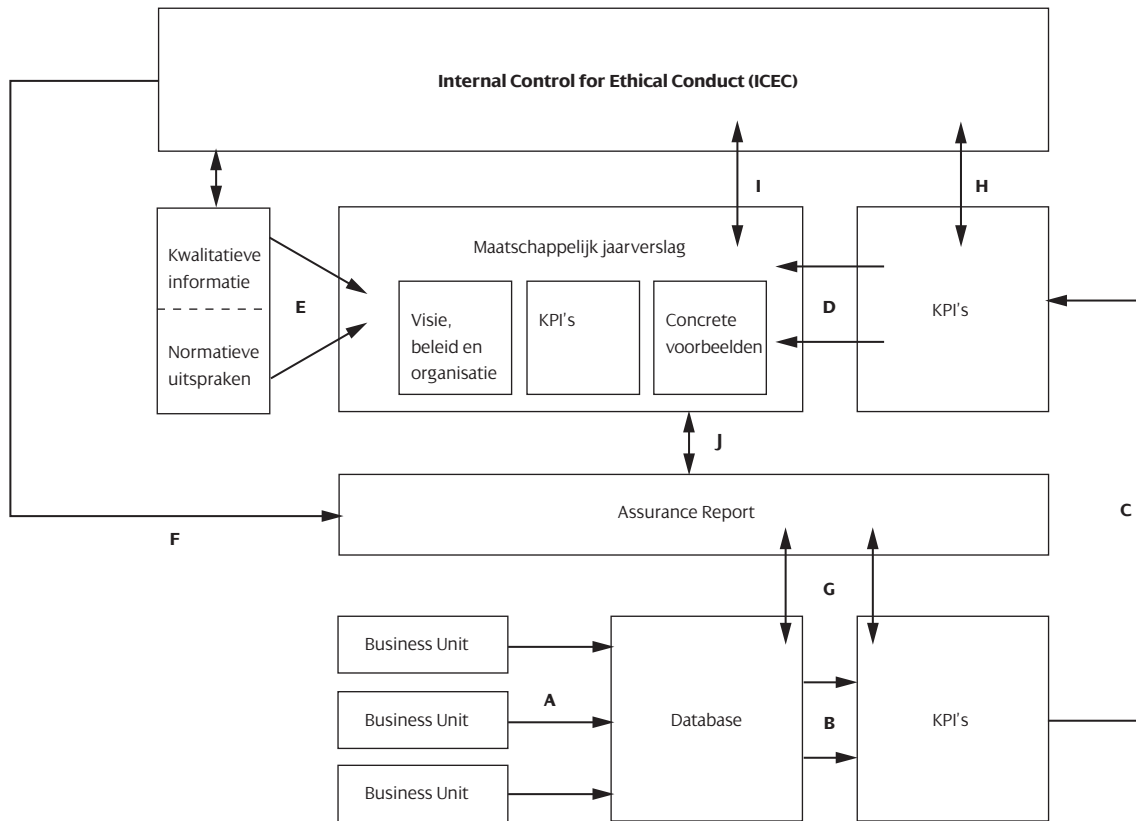 Internal Control for Ethical Conduct (ICEC)
I
H
Kwalitatieve
informatie
Normatieve
uitspraken
E
Maatschappelijk jaarverslag
Visie,
beleid en
organisatie
KPI's
Concrete
voorbeelden
D
KPI's
J
Assurance Report
F
C
G
Business Unit
Business Unit
Business Unit
A
Database
B
KPI's